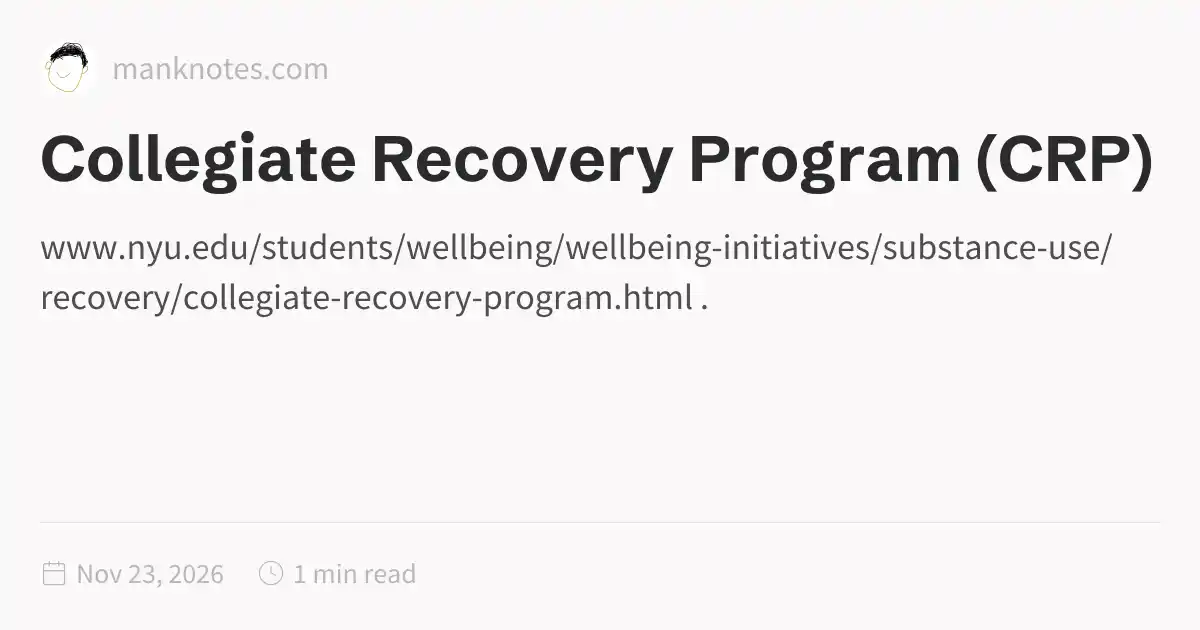 manknotes.com
Collegiate Recovery Program (CRP)
www.nyu.edu/students/wellbeing/wellbeing-initiatives/substance-use/
recovery/collegiate-recovery-program.html .
Nov 23, 2026 1 min read